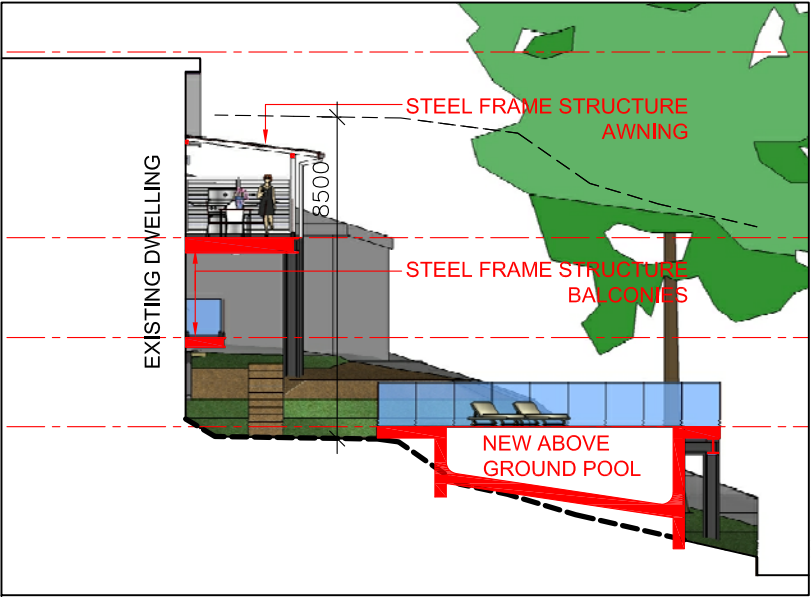 STEEL FRAME STRUCTURE
AWNING
EXISTING DWELLING
8500
STEEL FRAME STRUCTURE
BALCONIES
NEW ABOVE
GROUND POOL